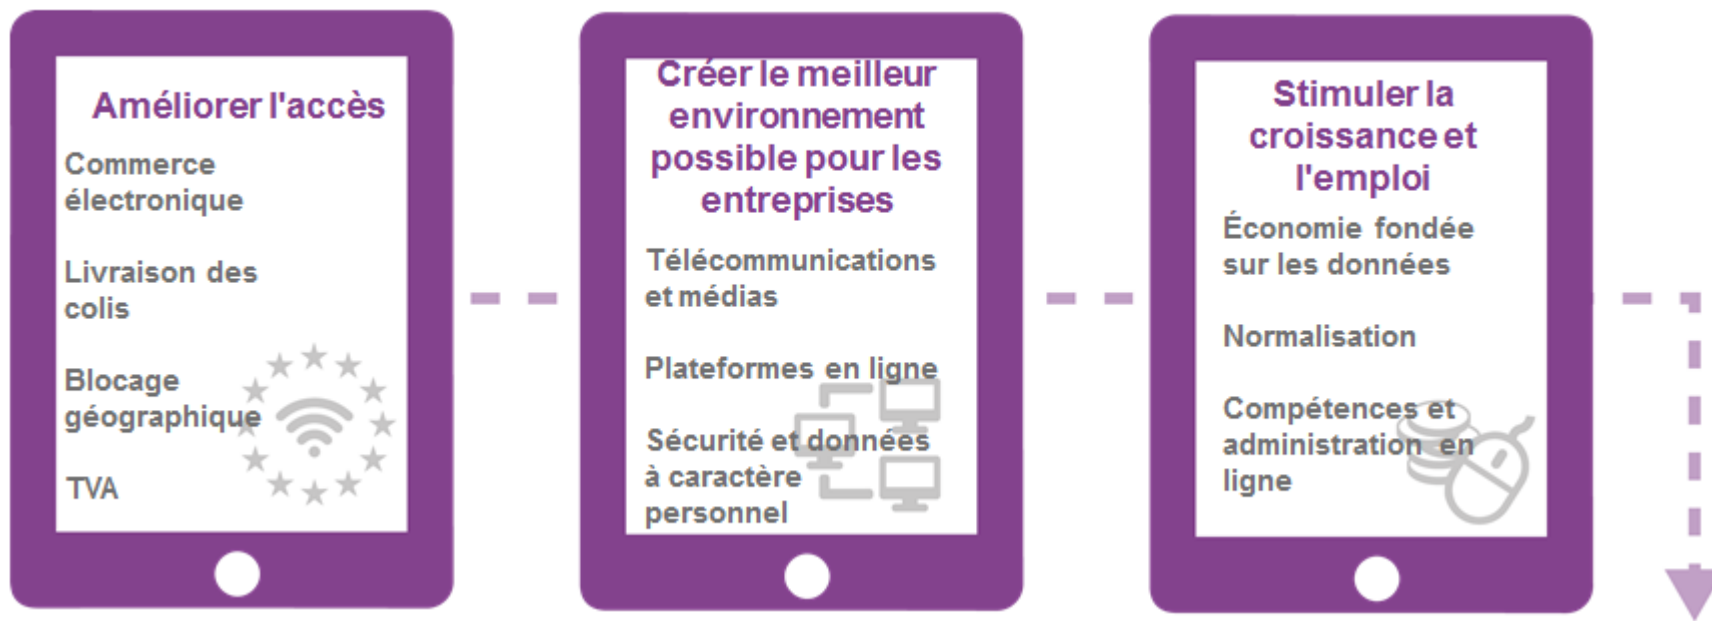 Améliorer l'accès
Commerce
électronique
Livraison des
colis
Blocage
géographique
TVA
Créer le meilleur
environnement
possible pour les
entreprises
Télécommunications
et médias
Plateformes en ligne
Sécurité et données
à caractère
personnel
Stimuler la
croissance et
l'emploi
Économie fondée
sur les données
Normalisation
Compétences et
administration en
ligne